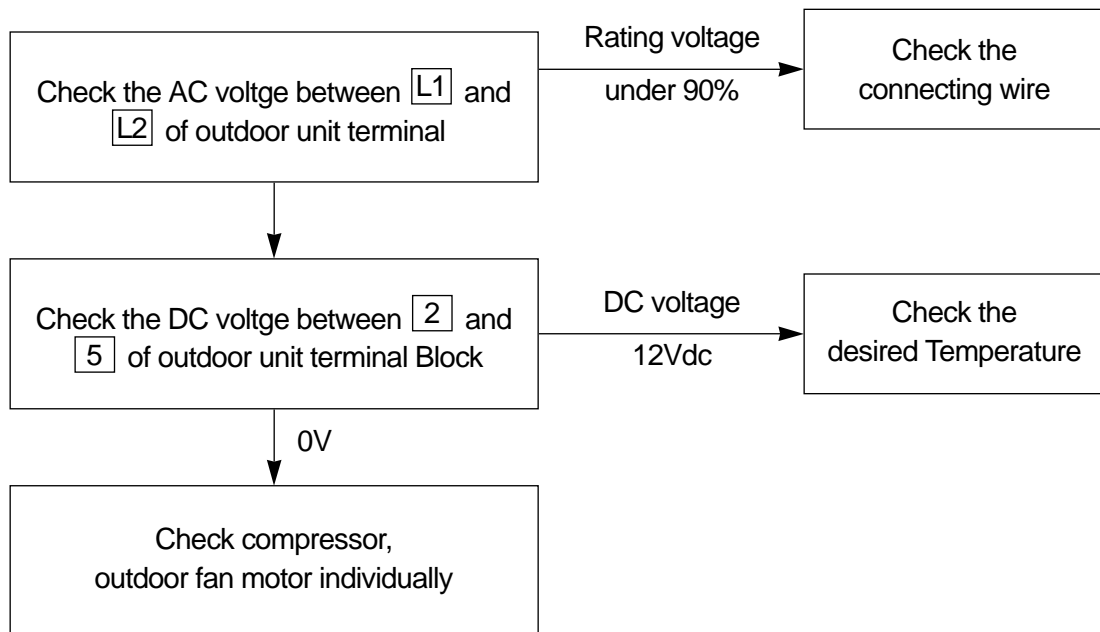 Check the AC voltge between L1 and
L2 of outdoor unit terminal
Rating voltage
under 90%
Check the
connecting wire
Check the DC voltge between 2 and
5 of outdoor unit terminal Block
DC voltage
12Vdc
Check the
desired Temperature
0V
Check compressor,
outdoor fan motor individually